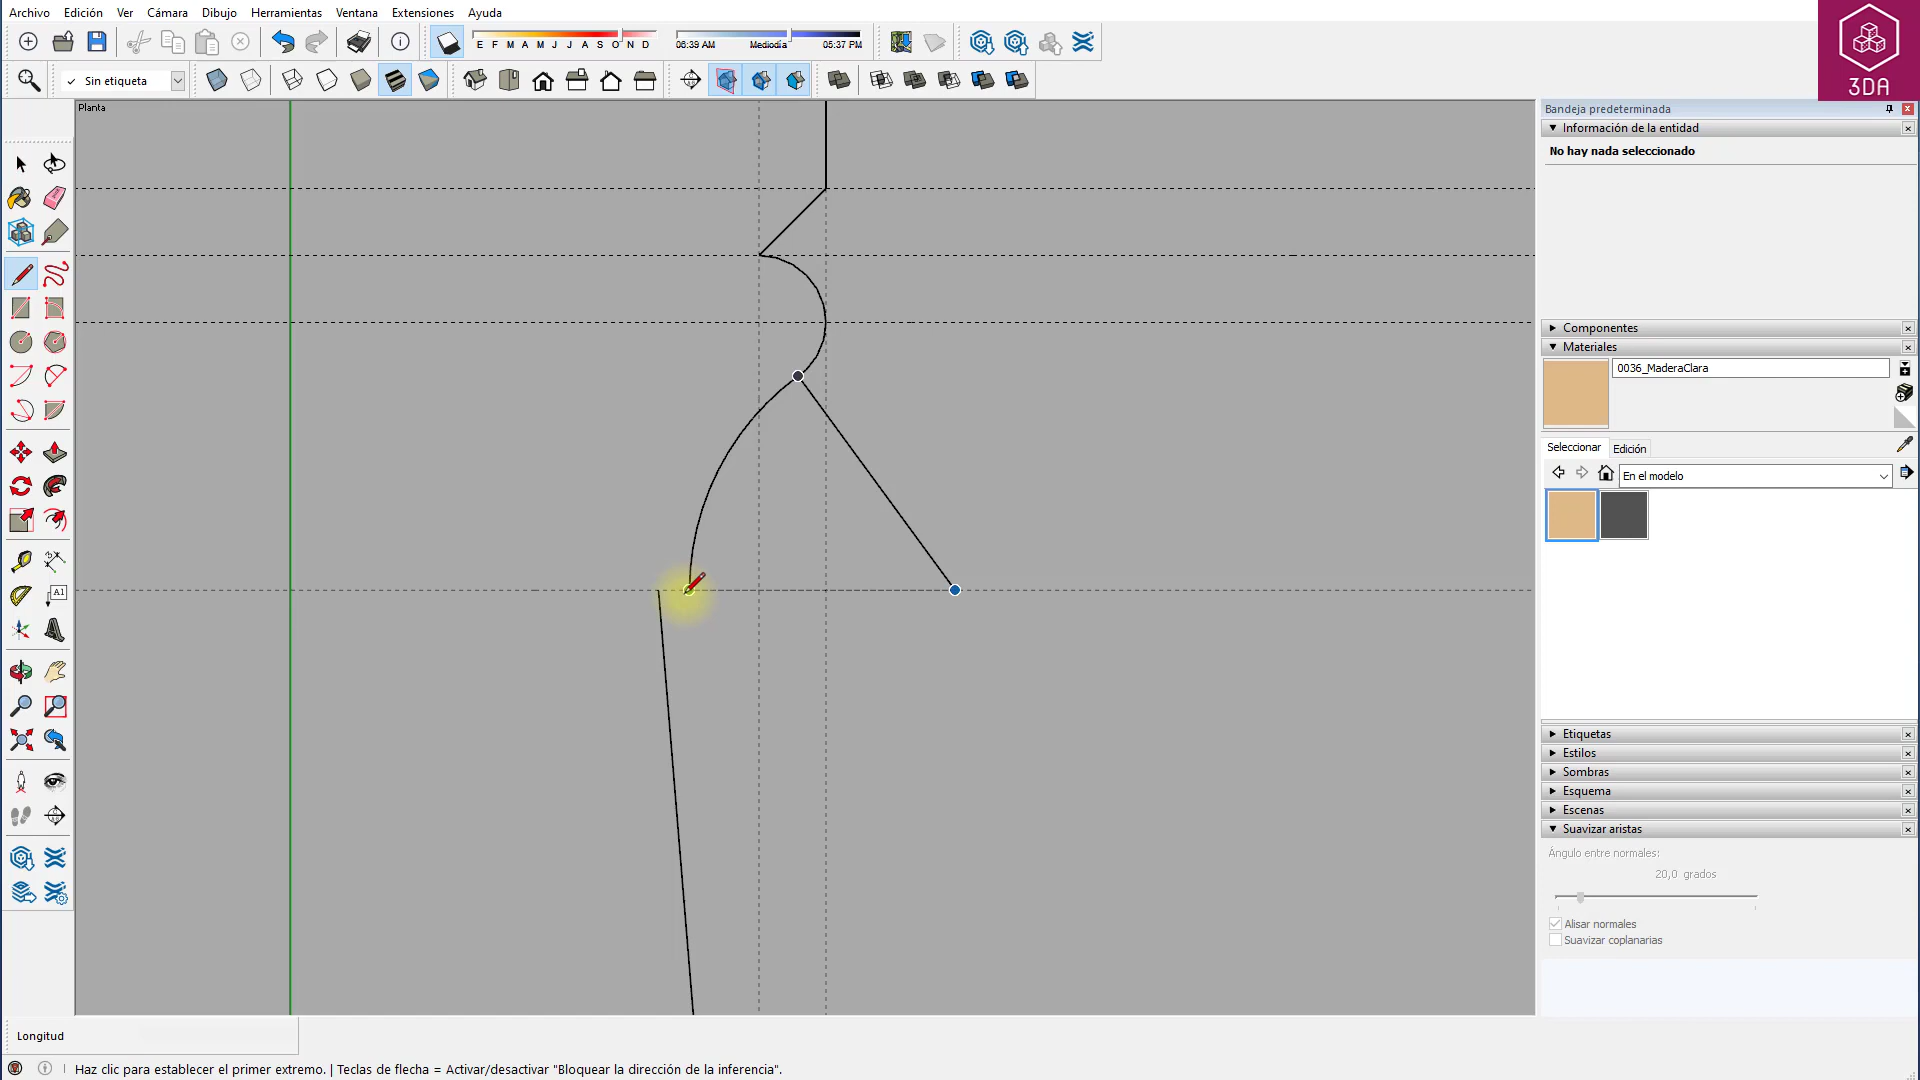 Archivo Edición Ver Cámara Dibujo Herramientas Ventana Extensiones Ayuda
E F M A M J J A S O N D
06:39 AM Mediodía 05:37 PM
Sin etiqueta
3DA
Planta
Bandeja predeterminada
Información de la entidad
No hay nada seleccionado
Componentes
Materiales
0036_MaderaClara
Seleccionar Edición
En el modelo
A1
Etiquetas
Estilos
Sombras
Esquema
Escenas
Suavizar aristas
Ángulo entre normales:
20,0 grados
Alisar normales
Suavizar coplanarias
Longitud
Haz clic para establecer el primer extremo. | Teclas de flecha = Activar/desactivar "Bloquear la dirección de la inferencia".